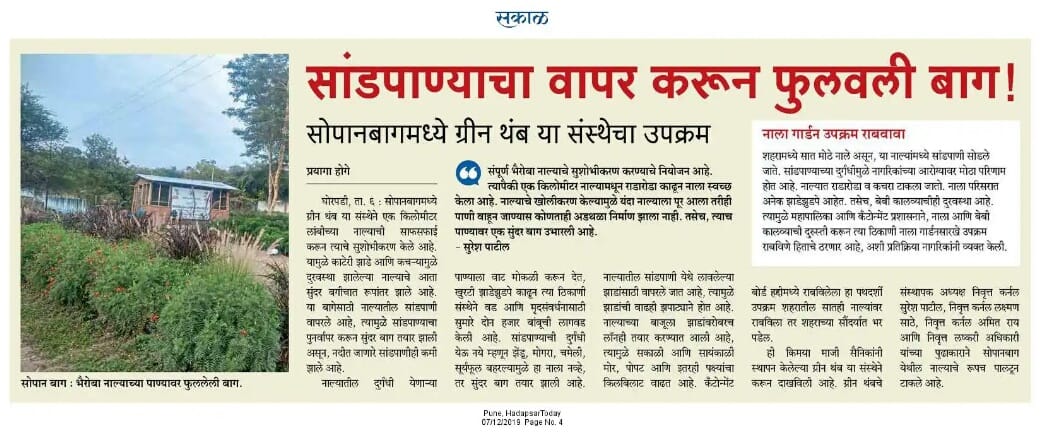 सकाळ
सांडपाण्याचा वापर करून फुलवली बाग!
सोपानबागमध्ये ग्रीन थंब या संस्थेचा उपक्रम
प्रयागा होगे
घोरपडी, ता. ६ : सोपानबागमध्ये
ग्रीन थंब या संस्थेने एक किलोमीटर
लांबीच्या नाल्याची साफसफाई
करून त्याचे सुशोभीकरण केले आहे.
यामुळे काटेरी झाडे आणि कचऱ्यामुळे
दुरवस्था झालेल्या नाल्याचे आता
सुंदर बगीचात रूपांतर झाले आहे.
या बागेसाठी नाल्यातील सांडपाणी
वापरले आहे, त्यामुळे सांडपाण्याचा
पुनर्वापर करून सुंदर बाग तयार झाली
असून, नदीत जाणारे सांडपाणीही कमी
झाले आहे.
नाल्यातील दुर्गंधी येणाऱ्या
संपूर्ण भैरोबा नाल्याचे सुशोभीकरण करण्याचे नियोजन आहे.
त्यापैकी एक किलोमीटर नाल्यामधून राडारोडा काढून नाला स्वच्छ
केला आहे. नाल्याचे खोलीकरण केल्यामुळे यंदा नाल्याला पूर आला तरीही
पाणी वाहून जाण्यास कोणताही अडथळा निर्माण झाला नाही. तसेच, त्याच
पाण्यावर एक सुंदर बाग उभारली आहे.
- सुरेश पाटील
पाण्याला वाट मोकळी करून देत,
खुरटी झाडेझुडपे काढून त्या ठिकाणी
संस्थेने वड आणि मृदसंवर्धनासाठी
सुमारे दोन हजार बांबूची लागवड
केली आहे. सांडपाण्याची दुर्गंधी
येऊ नये म्हणून झेंडू, मोगरा, चमेली,
सूर्यफूल बहरल्यामुळे हा नाला नव्हे,
तर सुंदर बाग तयार झाली आहे.
नाल्यातील सांडपाणी येथे लावलेल्या
झाडांसाठी वापरले जात आहे, त्यामुळे
झाडांची वाढही झपाट्याने होत आहे.
नाल्याच्या बाजूला झाडांबरोबरच
लॉनही तयार करण्यात आली आहे,
त्यामुळे सकाळी आणि सायंकाळी
मोर, पोपट आणि इतरही पक्ष्यांचा
किलबिलाट वाढत आहे. कॅंटोन्मेंट
नाला गार्डन उपक्रम राबवावा
शहरामध्ये सात मोठे नाले असून, या नाल्यांमध्ये सांडपाणी सोडले
जाते. सांडपाण्याच्या दुर्गंधीमुळे नागरिकांच्या आरोग्यावर मोठा परिणाम
होत आहे. नाल्यात राडारोडा व कचरा टाकला जातो. नाला परिसरात
अनेक झाडेझुडपे आहेत. तसेच, बेबी कालव्याचीही दुरवस्था आहे.
त्यामुळे महापालिका आणि कॅंटोन्मेंट प्रशासनाने, नाला आणि बेबी
कालव्याची दुरुस्ती करून त्या ठिकाणी नाला गार्डनसारखे उपक्रम
राबविणे हिताचे ठरणार आहे, अशी प्रतिक्रिया नागरिकांनी व्यक्त केली.
बोर्ड हद्दीमध्ये राबविलेला हा पथदर्शी
उपक्रम शहरातील सातही नाल्यांवर
राबविला तर शहराच्या सौंदर्यात भर
पडेल.
ही किमया माजी सैनिकांनी
स्थापन केलेल्या ग्रीन थंब या संस्थेने
करून दाखविली आहे. ग्रीन थंबचे
संस्थापक अध्यक्ष निवृत्त कर्नल
सुरेश पाटील, निवृत्त कर्नल लक्ष्मण
साठे, निवृत्त कर्नल अमित राय
आणि निवृत्त लष्करी अधिकारी
यांच्या पुढाकाराने सोपानबाग
येथील नाल्याचे रूपच पालटून
टाकले आहे.
सोपान बाग : भैरोबा नाल्याच्या पाण्यावर फुललेली बाग.
Pune, HadapsarToday
07/12/2019 Page No. 4